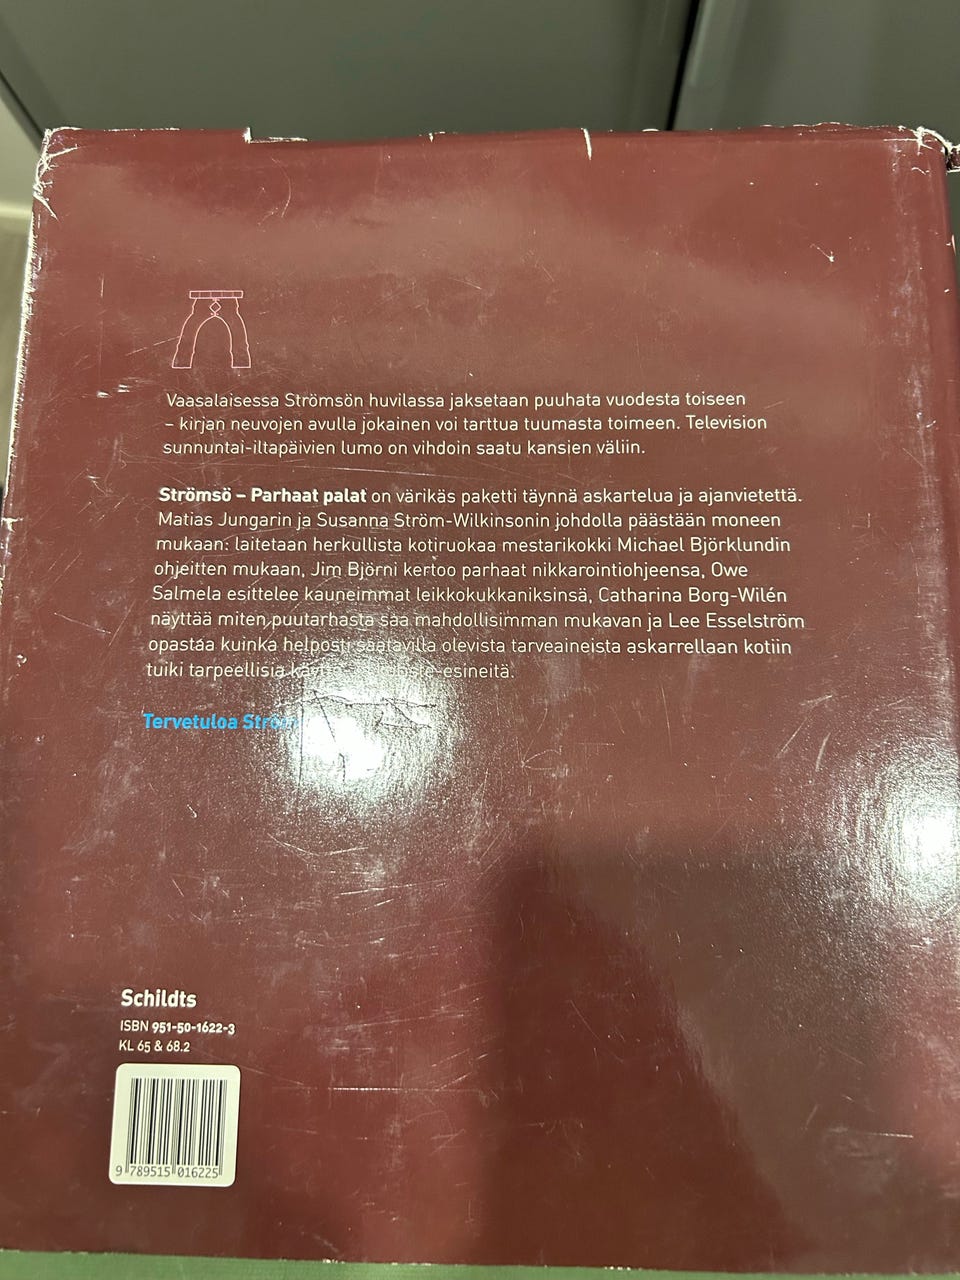 Vaasalaisessa Strömsön huvilassa jaksetaan puuhata vuodesta toiseen
– kirjan neuvojen avulla jokainen voi tarttua tuumasta toimeen. Television
sunnuntai-iltapäivien lumo on vihdoin saatu kansien väliin.
Strömsö – Parhaat palat on värikäs paketti täynnä askartelua ja ajanvietettä.
Matias Jungarin ja Susanna Ström-Wilkinsonin johdolla päästään moneen
mukaan: laitetaan herkullista kotiruokaa mestarikokki Michael Björklundin
ohjeitten mukaan, Jim Björni kertoo parhaat nikkarointiohjeensa, Owe
Salmela esittelee kauneimmat leikkokukkaniksinsä, Catharina Borg-Wilén
näyttää miten puutarhasta saa mahdollisimman mukavan ja Lee Esselström
opastaa kuinka helposti saatavilla olevista tarveaineista askarrellaan kotiin
tuiki tarpeellisia
Tervetuloa
Schildts
ISBN 951-50-1622-3
KL 65 & 68.2
9 789515 016225